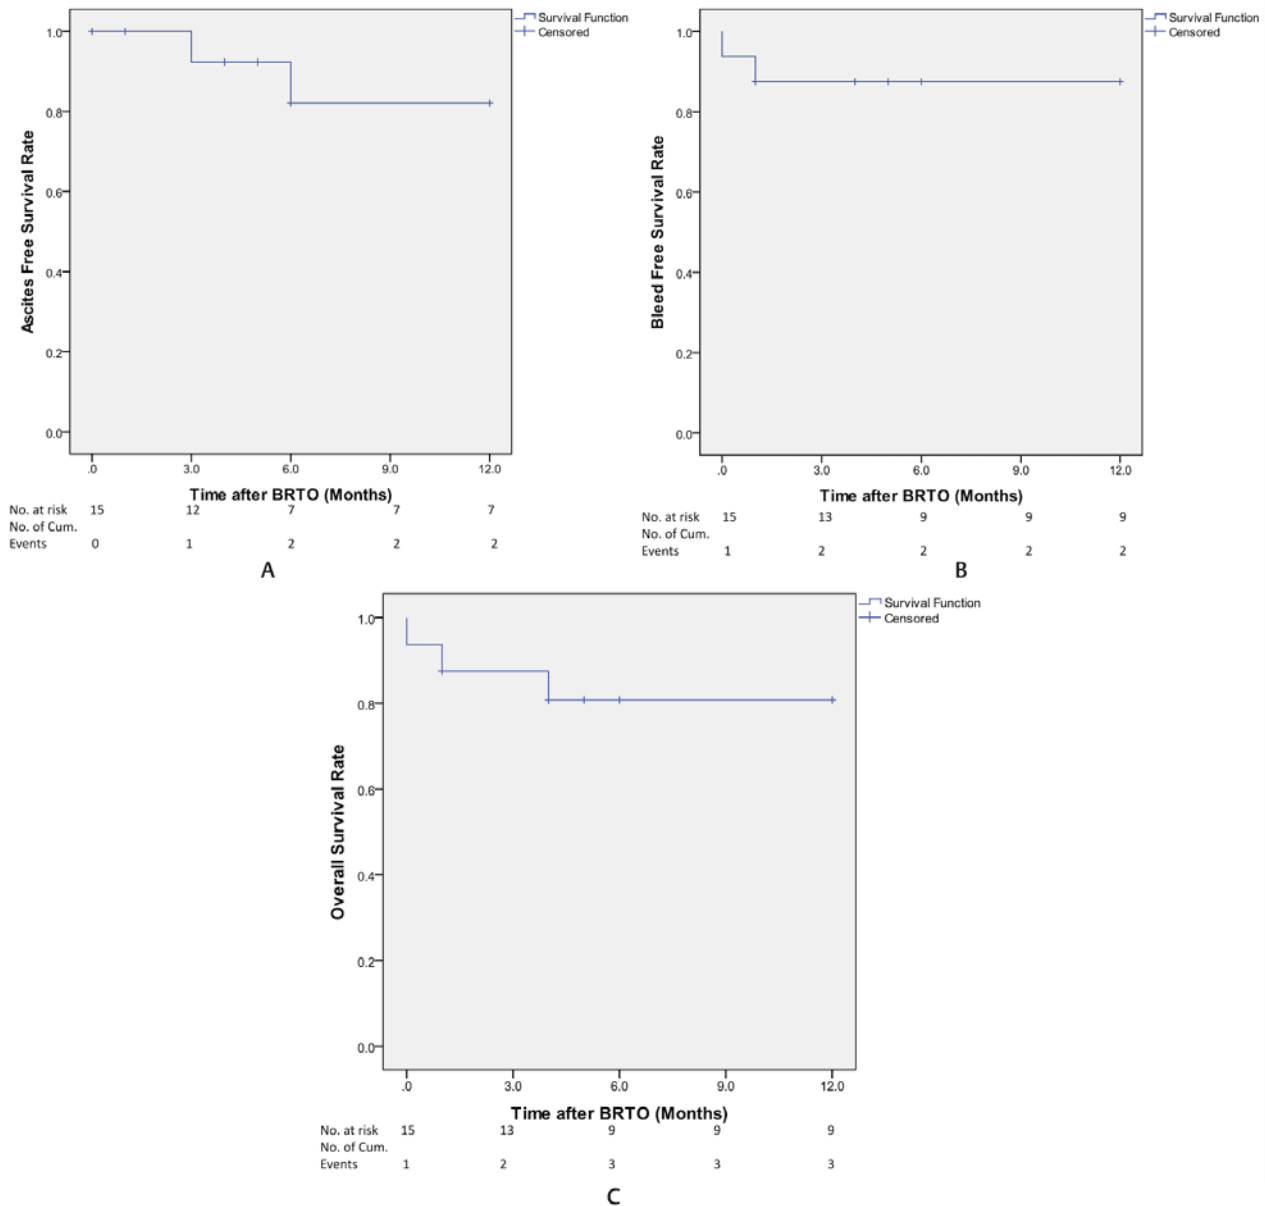 Survival Function
Censored
1.0
0.8
0.6
0.4
0.2
0.0
Ascites Free Survival Rate
.0 3.0 6.0 9.0 12.0
Time after BRTO (Months)
No. at risk 15 12 7 7 7
No. of Cum.
Events 0 1 2 2 2
A
Survival Function
Censored
1.0
0.8
0.6
0.4
0.2
0.0
Bleed Free Survival Rate
.0 3.0 6.0 9.0 12.0
Time after BRTO (Months)
No. at risk 15 13 9 9 9
No. of Cum.
Events 1 2 2 2 2
B
Survival Function
Censored
1.0
0.8
0.6
0.4
0.2
0.0
Overall Survival Rate
.0 3.0 6.0 9.0 12.0
Time after BRTO (Months)
No. at risk 15 13 9 9 9
No. of Cum.
Events 1 2 3 3 3
C